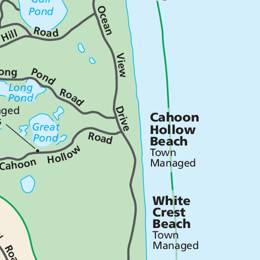 Pond
Hill Road
Ocean View Drive
Long Pond Road
Long
Pond
Great
Pond
Cahoon Hollow Road
Cahoon
Hollow
Beach
Town
Managed
White
Crest
Beach
Town
Managed